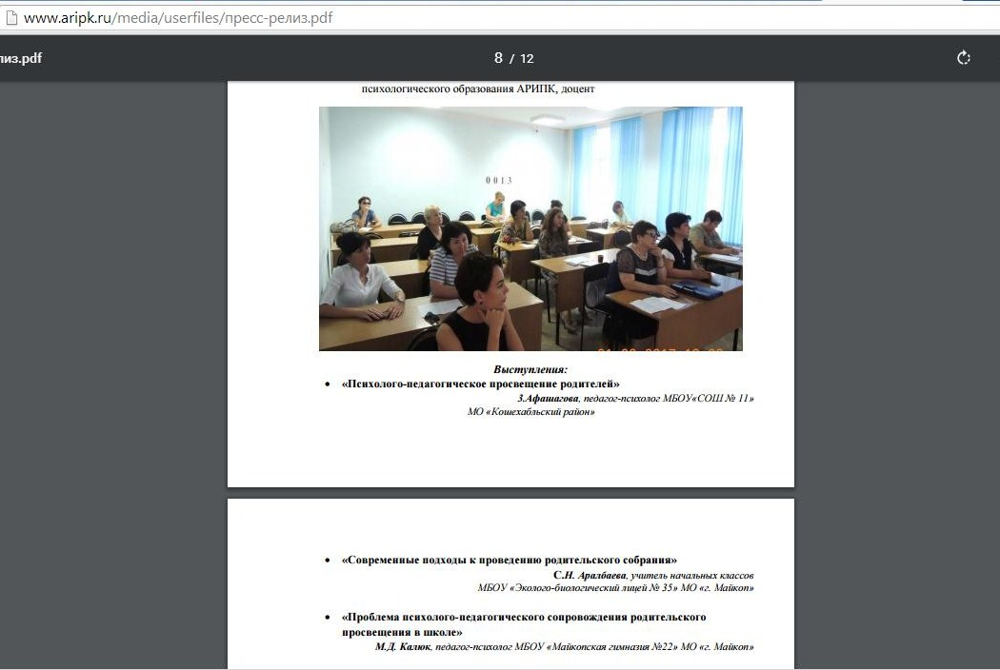 www.aripk.ru/media/userfiles/пресс-релиз.pdf
лиз.pdf
8 / 12
психологического образования АРИПК, доцент
0013
Выступления:
• «Психолого-педагогическое просвещение родителей»
З.Афашагова, педагог-психолог МБОУ«СОШ № 11»
МО «Кошехабльский район»
• «Современные подходы к проведению родительского собрания»
С.Н. Аралбаева, учитель начальных классов
МБОУ «Эколого-биологический лицей № 35» МО «г. Майкоп»
• «Проблема психолого-педагогического сопровождения родительского
просвещения в школе»
М.Д. Калюк, педагог-психолог МБОУ «Майкопская гимназия №22» МО «г. Майкоп»